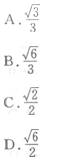 A. √3/3
B. √6/3
C. √2/2
D. √6/2